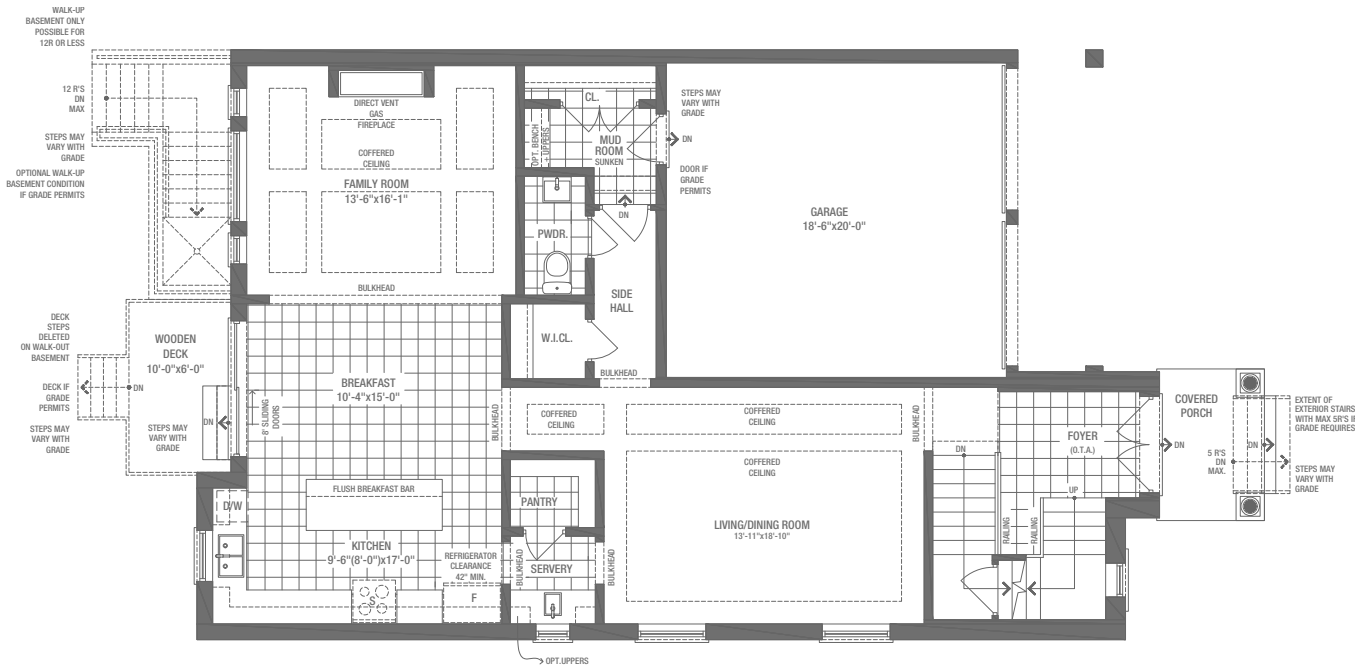 WALK-UP
BASEMENT ONLY
POSSIBLE FOR
12R OR LESS
12 R'S
DN
MAX
STEPS MAY
VARY WITH
GRADE
OPTIONAL WALK-UP
BASEMENT CONDITION
IF GRADE PERMITS
DIRECT VENT
GAS
FIREPLACE
COFFERED
CEILING
FAMILY ROOM
13'-6"x16'-1"
BULKHEAD
CL.
OPT. BENCH
+ UPPERS
MUD
ROOM
SUNKEN
DN
STEPS MAY
VARY WITH
GRADE
DN
DOOR IF
GRADE
PERMITS
GARAGE
18'-6"x20'-0"
PWDR.
SIDE
HALL
W.I.CL.
BULKHEAD
DECK
STEPS
DELETED
ON WALK-OUT
BASEMENT
DECK IF
GRADE
PERMITS
STEPS MAY
VARY WITH
GRADE
WOODEN
DECK
10'-0"x6'-0"
DN
DN
STEPS MAY
VARY WITH
GRADE
8' SLIDING
DOORS
BREAKFAST
10'-4"x15'-0"
BULKHEAD
COFFERED
CEILING
COFFERED
CEILING
BULKHEAD
COFFERED
CEILING
LIVING/DINING ROOM
13'-11"x18'-10"
FLUSH BREAKFAST BAR
D/W
KITCHEN
9'-6"(8'-0")x17'-0"
S
REFRIGERATOR
CLEARANCE
42" MIN.
F
PANTRY
BULKHEAD
SERVERY
BULKHEAD
OPT.UPPERS
FOYER
(O.T.A.)
DN
UP
RAILING
RAILING
DN
COVERED
PORCH
5 R'S
DN
MAX.
DN
EXTENT OF
EXTERIOR STAIRS
WITH MAX 5R'S IF
GRADE REQUIRES
STEPS MAY
VARY WITH
GRADE